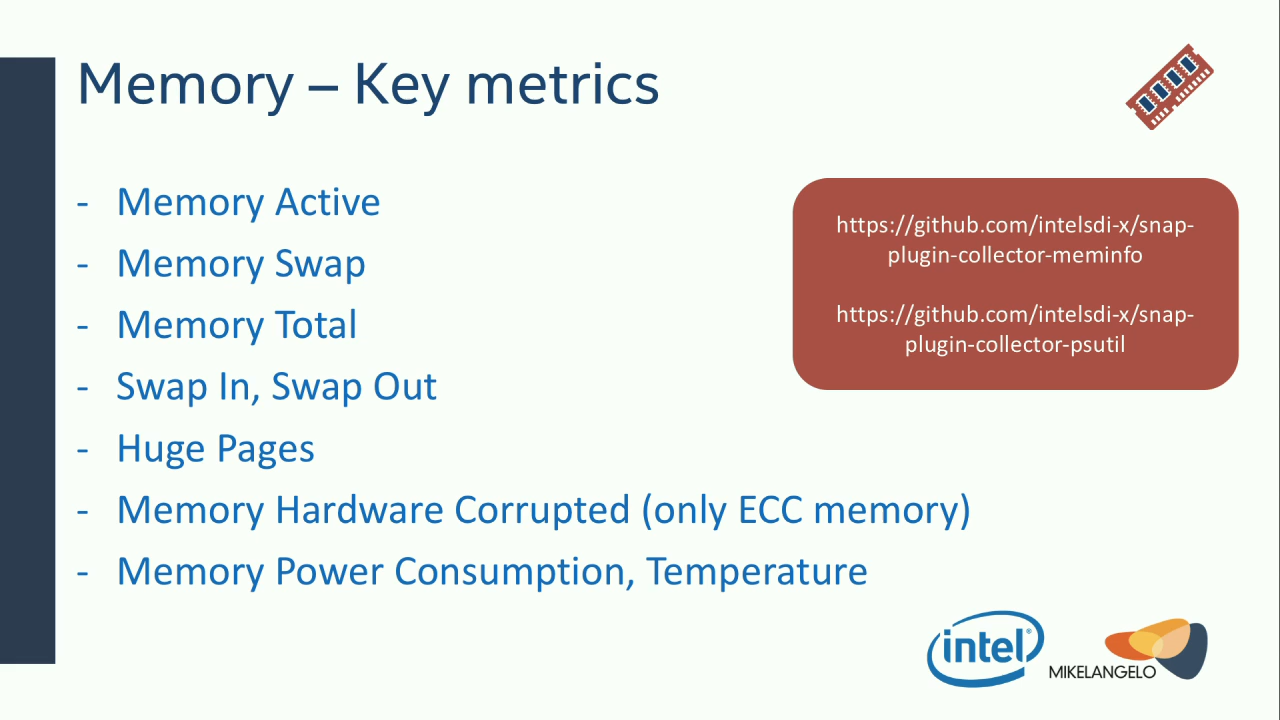 Memory – Key metrics
- Memory Active
- Memory Swap
- Memory Total
- Swap In, Swap Out
- Huge Pages
- Memory Hardware Corrupted (only ECC memory)
- Memory Power Consumption, Temperature
https://github.com/intelsdi-x/snap-
plugin-collector-meminfo
https://github.com/intelsdi-x/snap-
plugin-collector-psutil
intel®
MIKELANGELO